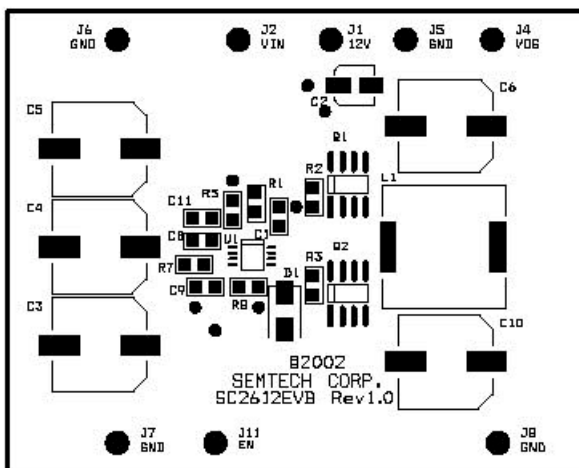 J6
GND
J2
VIN
J1
12V
J5
GND
J4
VOG
C5
C2
C6
Q1
R5
R1
R2
L1
C11
C4
C8
U1
C1
Q2
R7
R3
D1
C9
R8
C3
C10
82002
SEMTECH CORP.
SC2612EVB Rev1.0
J7
GND
J11
EN
J8
GND